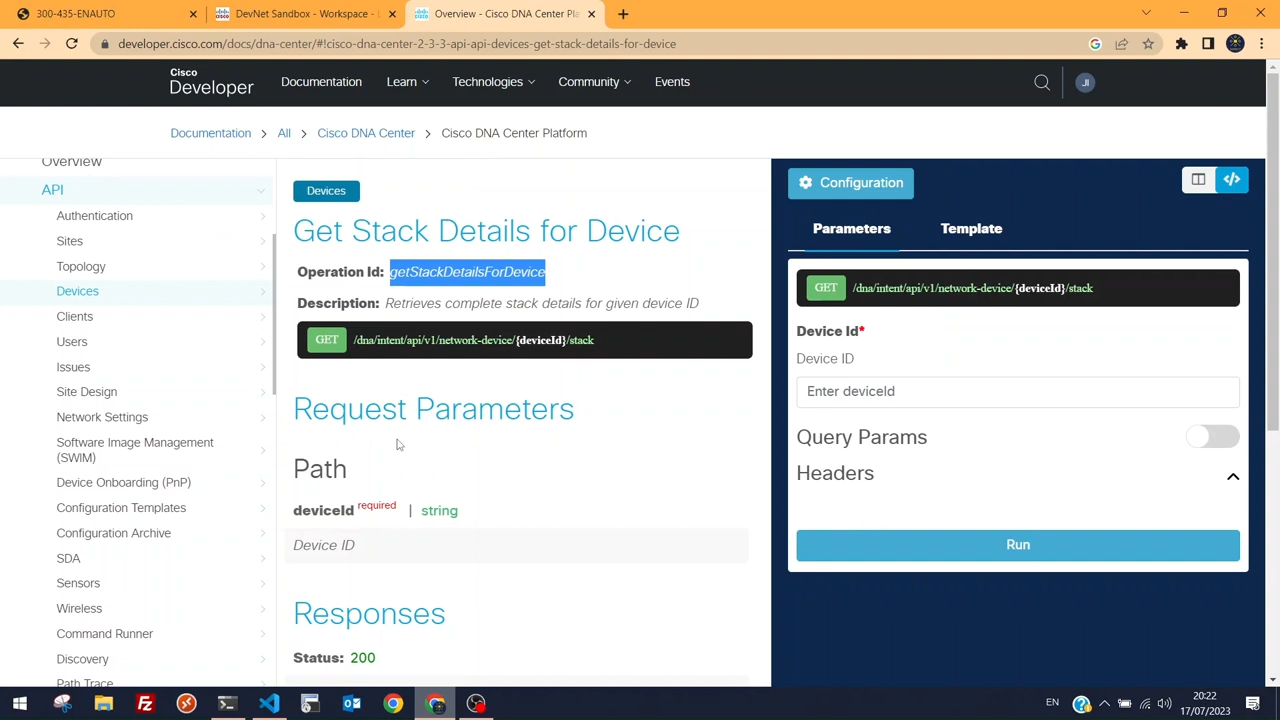 300-435-ENAUTO
DevNet Sandbox - Workspace -
Overview - Cisco DNA Center Pla
developer.cisco.com/docs/dna-center/#!cisco-dna-center-2-3-3-api-api-devices-get-stack-details-for-device
Cisco
Developer
Documentation
Learn
Technologies
Community
Events
JI
Documentation > All > Cisco DNA Center > Cisco DNA Center Platform
Overview
API
Authentication
Sites
Topology
Devices
Clients
Users
Issues
Site Design
Network Settings
Software Image Management
(SWIM)
Device Onboarding (PnP)
Configuration Templates
Configuration Archive
SDA
Sensors
Wireless
Command Runner
Discovery
Path Trace
Devices
Get Stack Details for Device
Operation Id: getStackDetailsForDevice
Description: Retrieves complete stack details for given device ID
GET /dna/intent/api/v1/network-device/{deviceId}/stack
Request Parameters
Path
deviceId required | string
Device ID
Responses
Status: 200
Configuration
Parameters
Template
GET /dna/intent/api/v1/network-device/{deviceId}/stack
Device Id*
Device ID
Enter deviceId
Query Params
Headers
Run
EN
20:22
17/07/2023